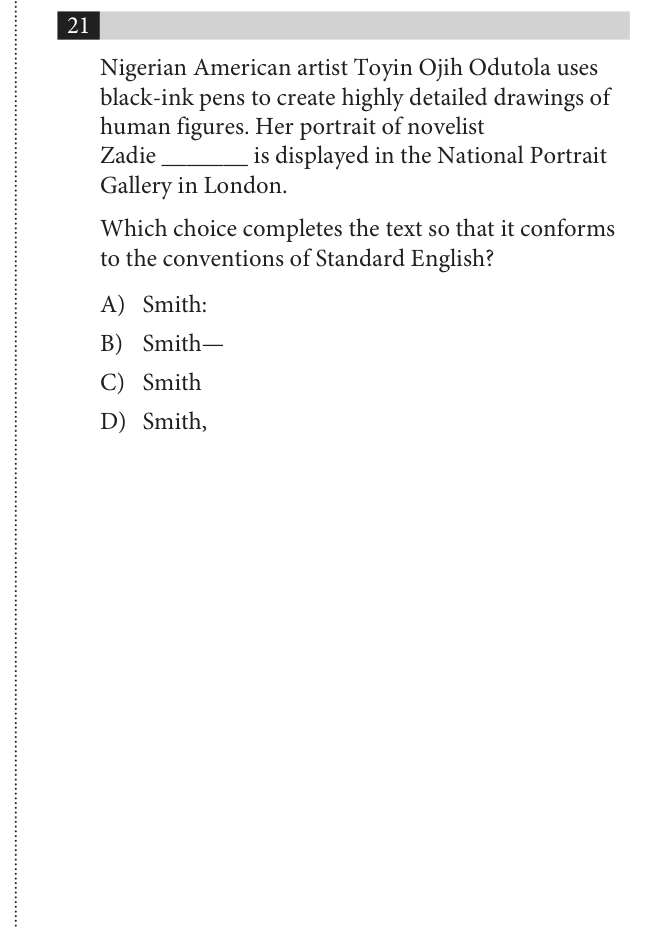 21
Nigerian American artist Toyin Ojih Odutola uses
black-ink pens to create highly detailed drawings of
human figures. Her portrait of novelist
Zadie _______ is displayed in the National Portrait
Gallery in London.
Which choice completes the text so that it conforms
to the conventions of Standard English?
A) Smith:
B) Smith—
C) Smith
D) Smith,